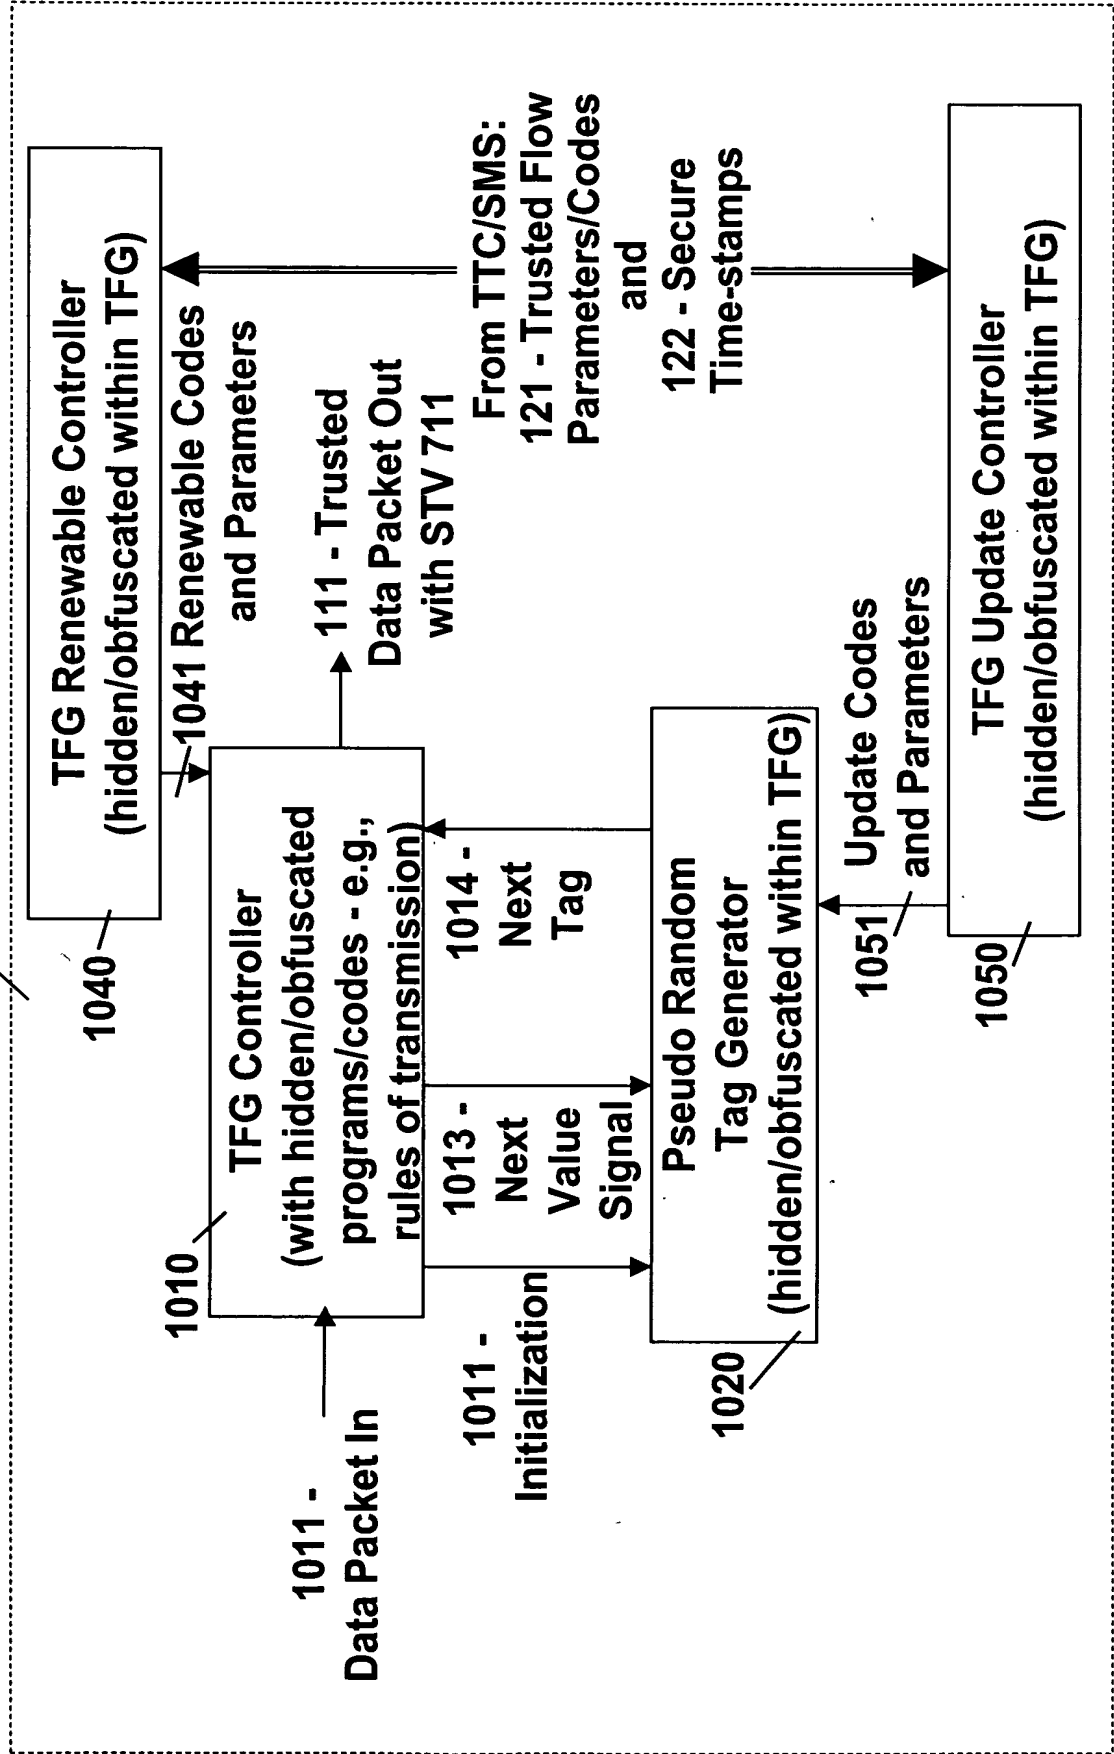 TFG Renewable Controller
(hidden/obfuscated within TFG)
1040
1041 Renewable Codes
and Parameters
1010
TFG Controller
(with hidden/obfuscated
programs/codes - e.g.,
rules of transmission)
1011 -
Data Packet In
111 - Trusted
Data Packet Out
with STV 711
From TTC/SMS:
121 - Trusted Flow
Parameters/Codes
and
122 - Secure
Time-stamps
1011 -
Initialization
1013 -
Next
Value
Signal
1014 -
Next
Tag
Pseudo Random
Tag Generator
(hidden/obfuscated within TFG)
1020
1051
Update Codes
and Parameters
1050
TFG Update Controller
(hidden/obfuscated within TFG)